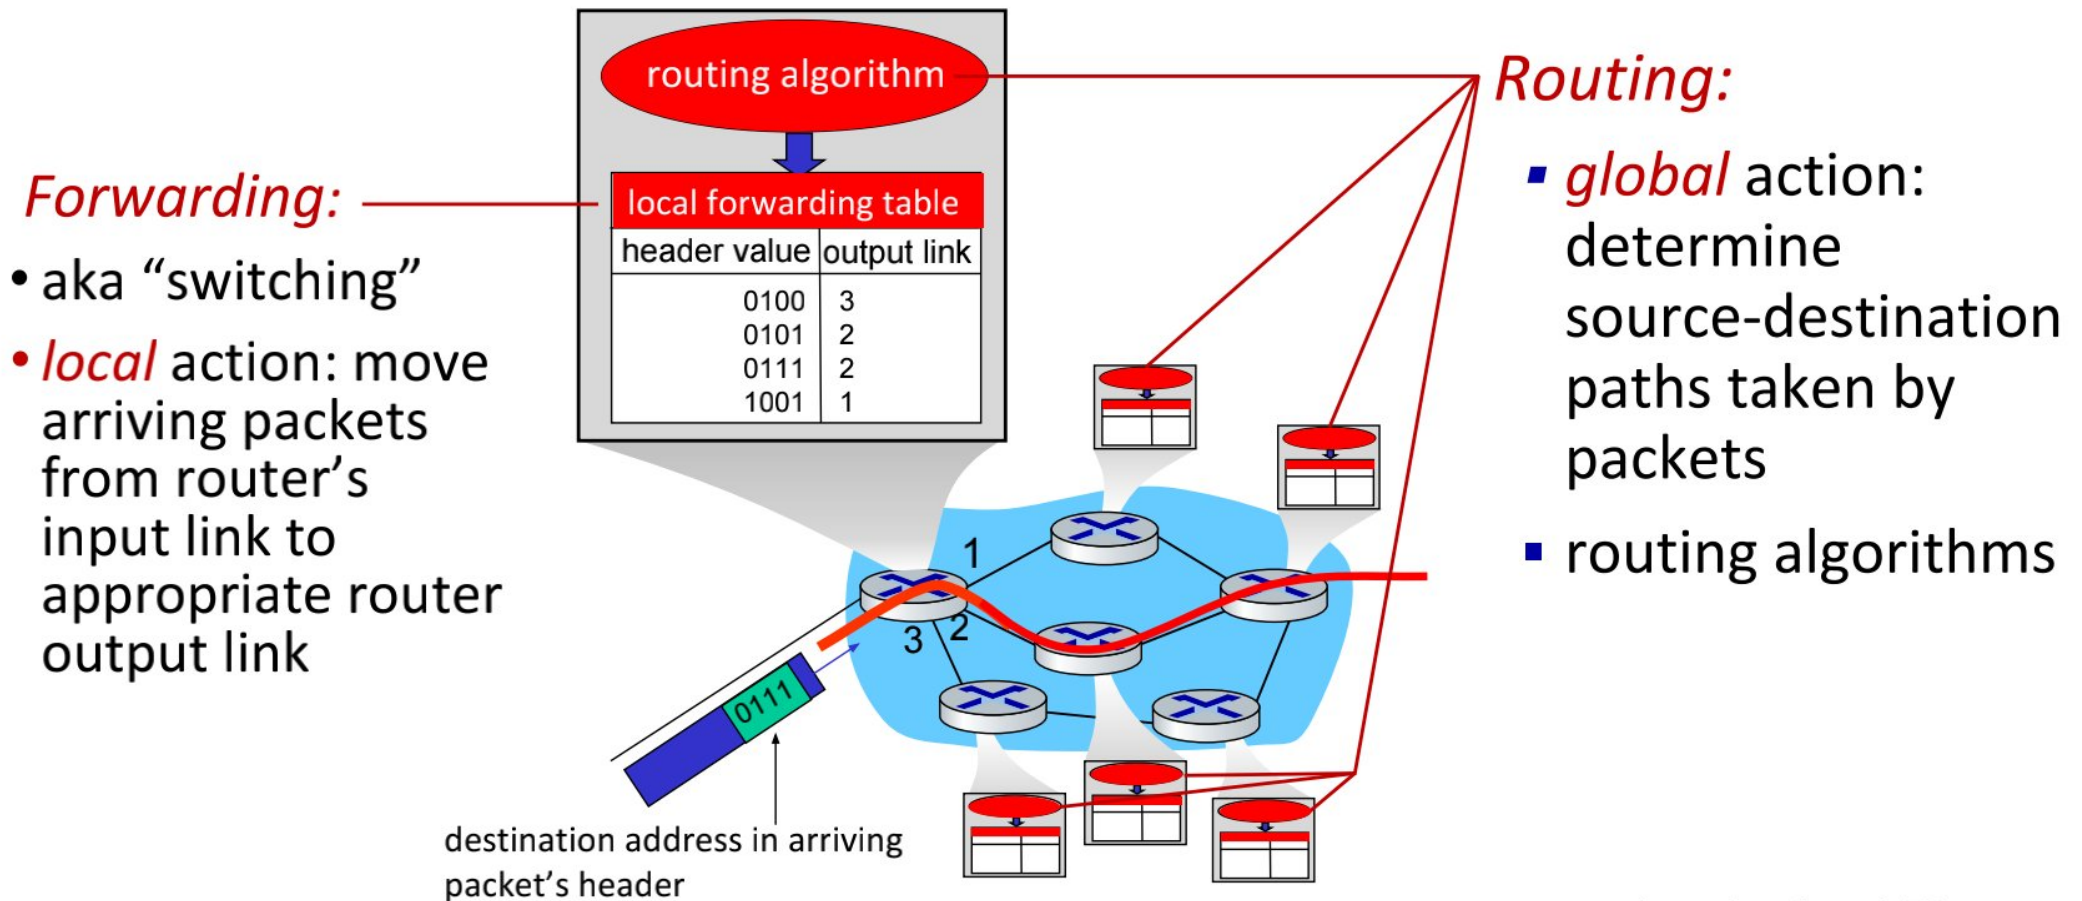 routing algorithm
local forwarding table
header value output link
0100 3
0101 2
0111 2
1001 1
Forwarding:
• aka “switching”
• local action: move
arriving packets
from router’s
input link to
appropriate router
output link
Routing:
▪ global action:
determine
source-destination
paths taken by
packets
▪ routing algorithms
1
2
3
0111
destination address in arriving
packet’s header